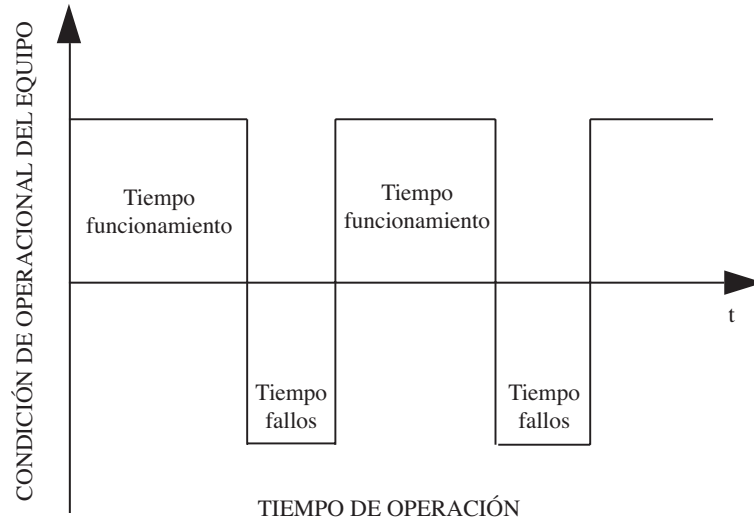 CONDICIÓN DE OPERACIONAL DEL EQUIPO
Tiempo
funcionamiento
Tiempo
funcionamiento
t
Tiempo
fallos
Tiempo
fallos
TIEMPO DE OPERACIÓN